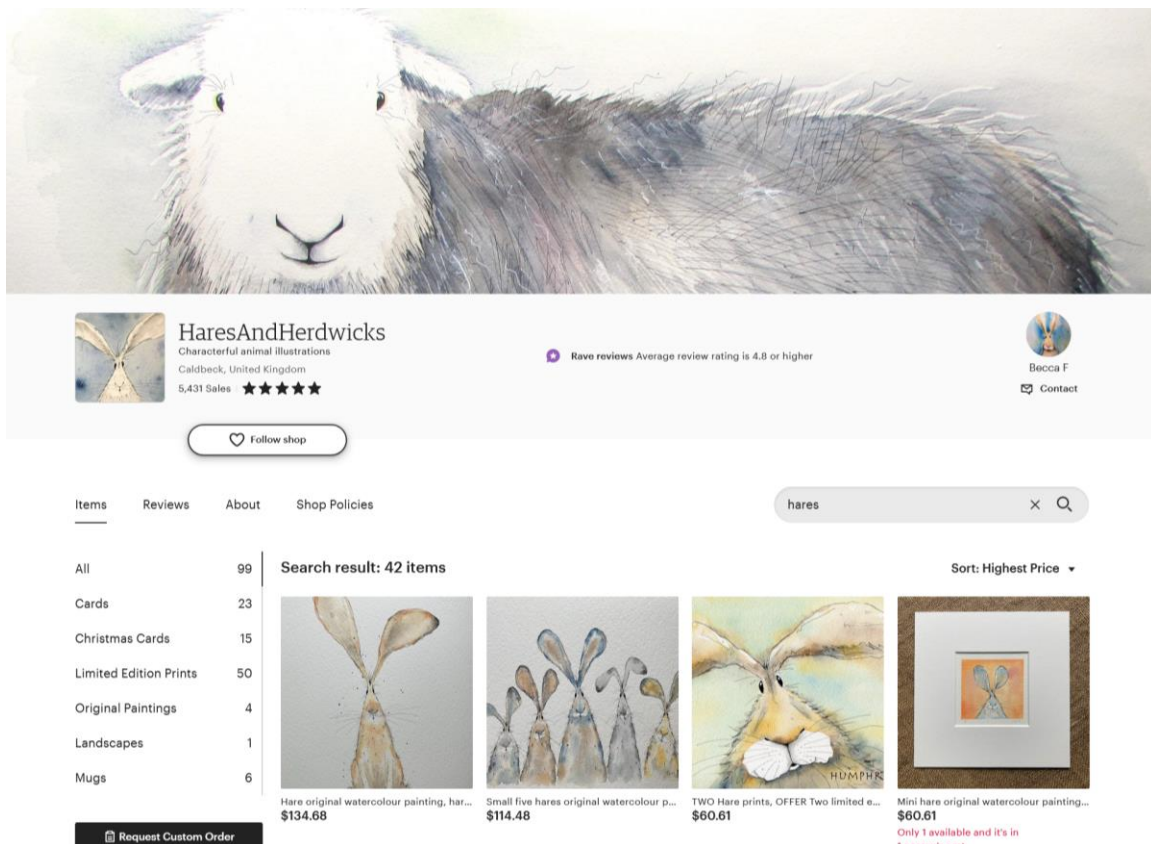 HaresAndHerdwicks
Characterful animal illustrations
Caldbeck, United Kingdom
5,431 Sales
Rave reviews Average review rating is 4.8 or higher
Becca F
Contact
Follow shop
Items Reviews About Shop Policies
hares
All 99
Cards 23
Christmas Cards 15
Limited Edition Prints 50
Original Paintings 4
Landscapes 1
Mugs 6
Request Custom Order
Search result: 42 items
Sort: Highest Price
Hare original watercolour painting, har...
$134.68
Small five hares original watercolour p...
$114.48
HUMPHR
TWO Hare prints, OFFER Two limited e...
$60.61
Mini hare original watercolour painting...
$60.61
Only 1 available and it's in